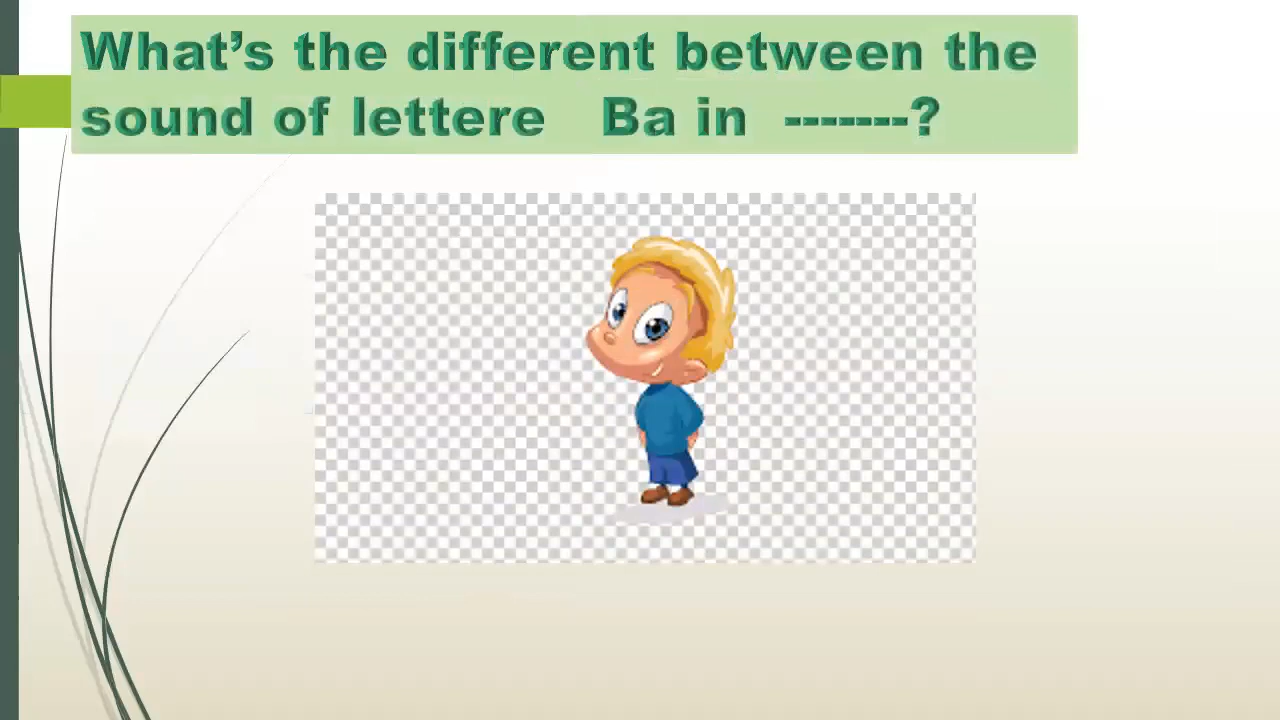 What’s the different between the
sound of lettere Ba in -------?